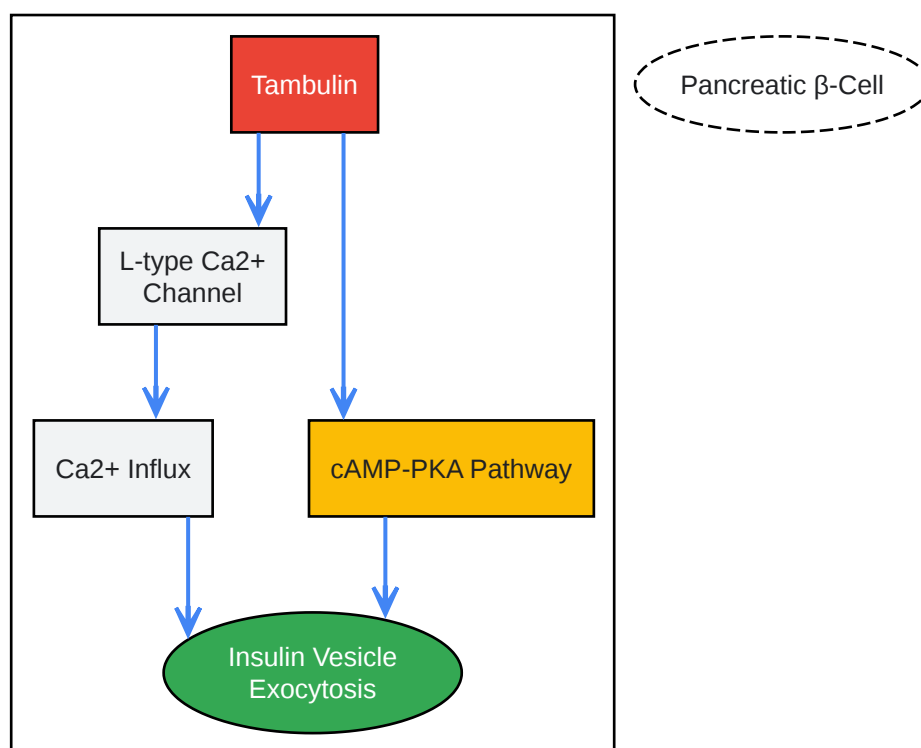 Tambulin
Pancreatic β-Cell
L-type Ca2+
Channel
Ca2+ Influx
cAMP-PKA Pathway
Insulin Vesicle
Exocytosis